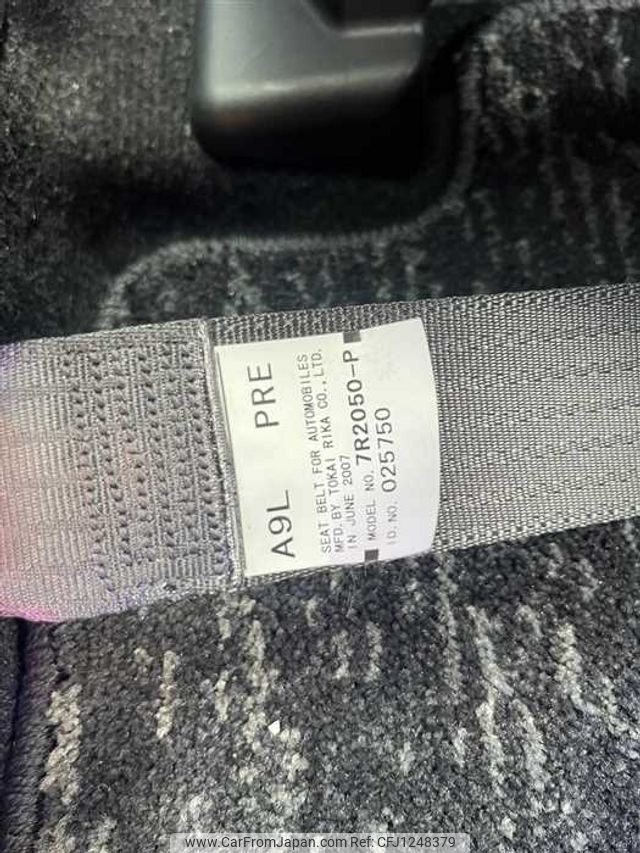 A9L PRE
SEAT BELT FOR AUTOMOBILES
MFD.BY TOKAI RIKA CO.,LTD.
IN JUNE 2007
MODEL NO. 7R2050-P
ID.NO. 025750
www.CarFromJapan.com Ref: CFJ1248379